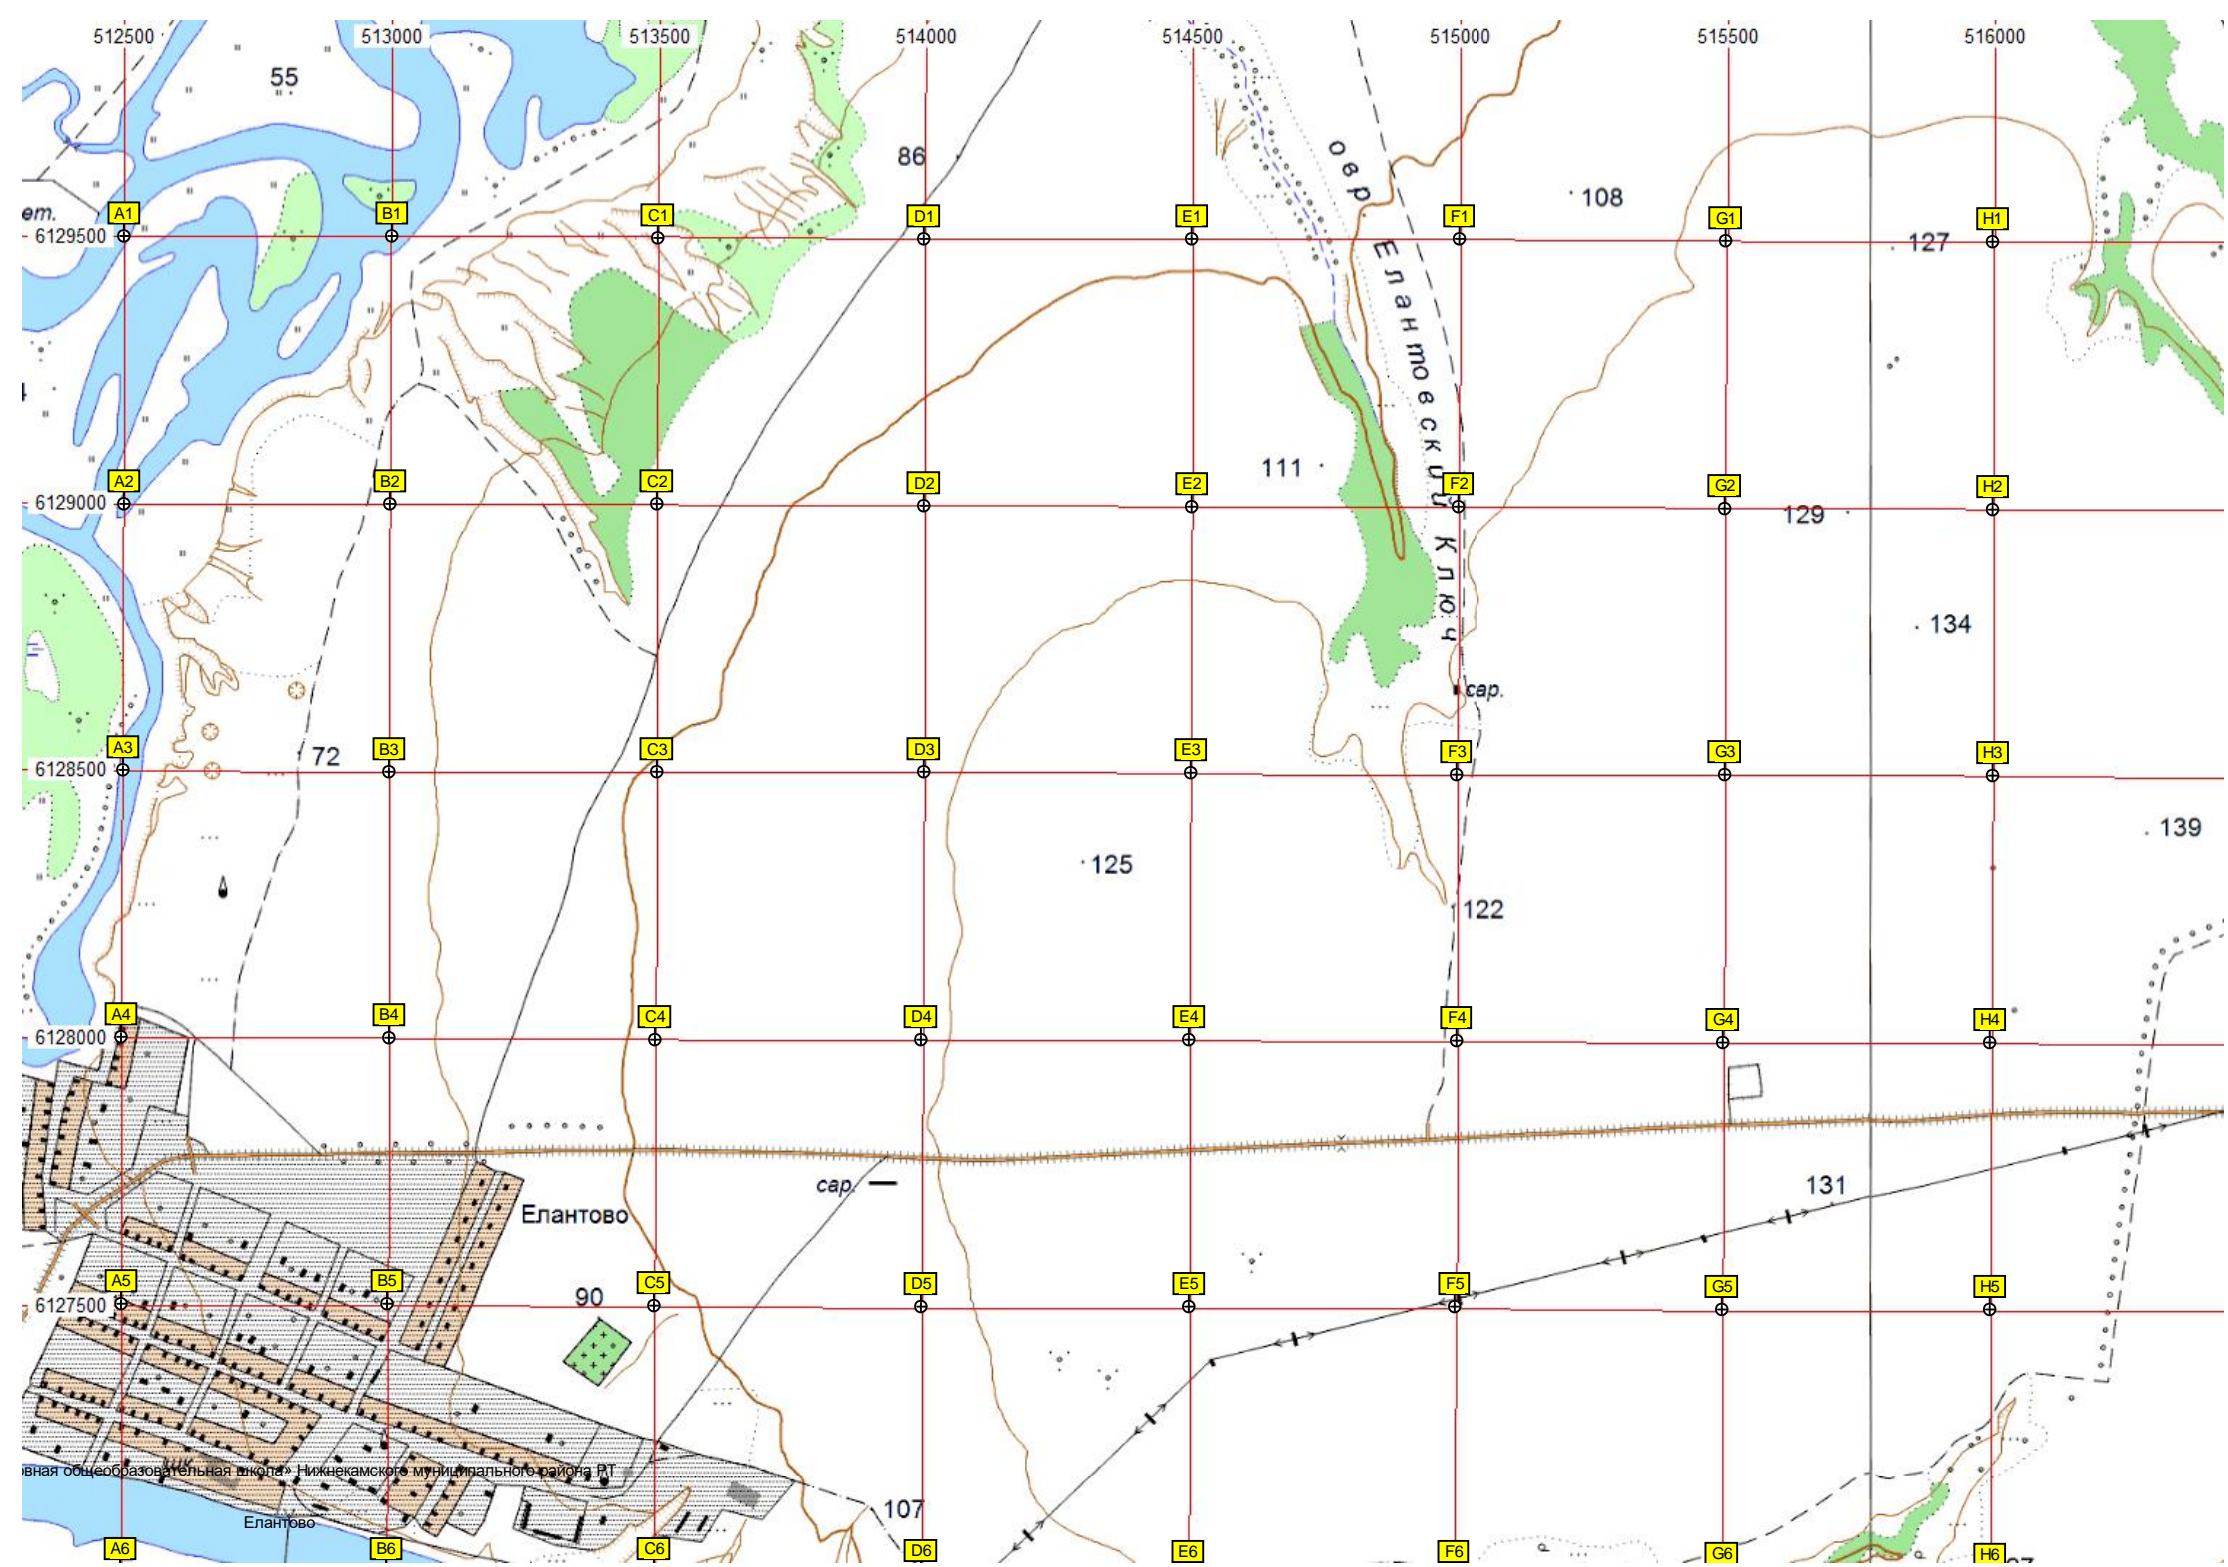 512500 513000 513500 514000 514500 515000 515500 516000
55
86
овр. Елантовский Ключ
108
ет.
A1 B1 C1 D1 E1 F1 G1 H1
6129500
127
111
A2 B2 C2 D2 E2 F2 G2 H2
6129000
129
134
сар.
A3 B3 C3 D3 E3 F3 G3 H3
72
6128500
139
125
122
A4 B4 C4 D4 E4 F4 G4 H4
6128000
сар.
131
Елантово
A5 B5 C5 D5 E5 F5 G5 H5
90
6127500
шк.
вная общеобразовательная школа» Нижнекамского муниципального района РТ
107
Елантово
A6 B6 C6 D6 E6 F6 G6 H6